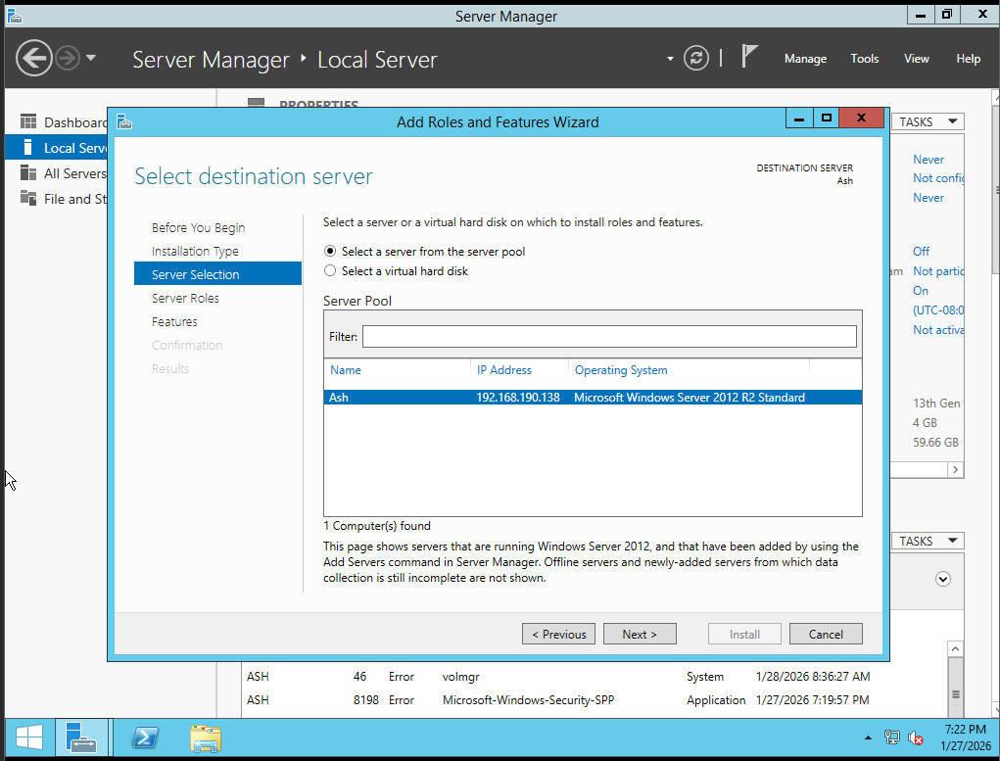 Server Manager
Server Manager ‣ Local Server
Manage Tools View Help
Dashboard
Local Serv
All Servers
File and St
PROPERTIES
TASKS
Never
Not config
Never
Off
am Not partic
On
(UTC-08:0
Not activa
13th Gen
4 GB
59.66 GB
TASKS
Add Roles and Features Wizard
Select destination server
DESTINATION SERVER
Ash
Before You Begin
Installation Type
Server Selection
Server Roles
Features
Confirmation
Results
Select a server or a virtual hard disk on which to install roles and features.
Select a server from the server pool
Select a virtual hard disk
Server Pool
Filter:
Name IP Address Operating System
Ash 192.168.190.138 Microsoft Windows Server 2012 R2 Standard
1 Computer(s) found
This page shows servers that are running Windows Server 2012, and that have been added by using the
Add Servers command in Server Manager. Offline servers and newly-added servers from which data
collection is still incomplete are not shown.
< Previous Next > Install Cancel
ASH 46 Error volmgr System 1/28/2026 8:36:27 AM
ASH 8198 Error Microsoft-Windows-Security-SPP Application 1/27/2026 7:19:57 PM
7:22 PM
1/27/2026